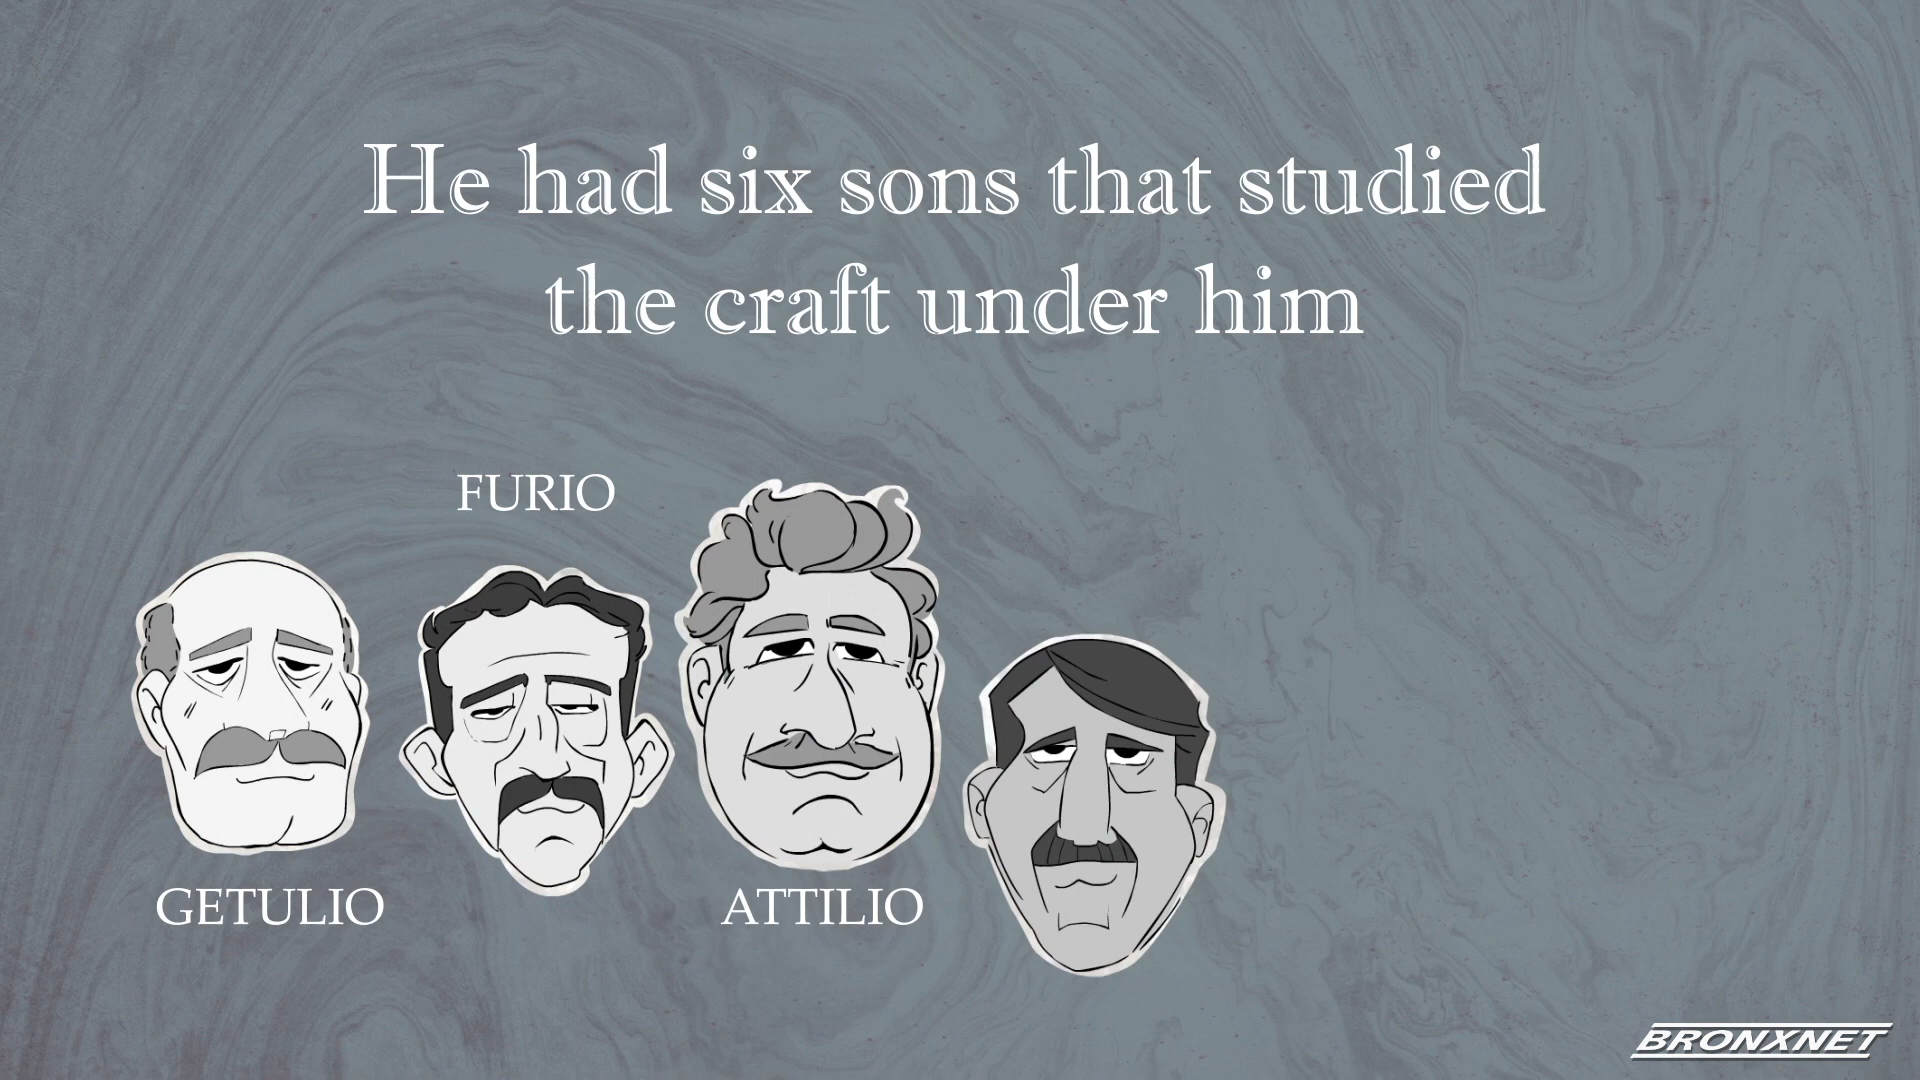 He had six sons that studied
the craft under him
FURIO
GETULIO
ATTILIO
BRONXNET